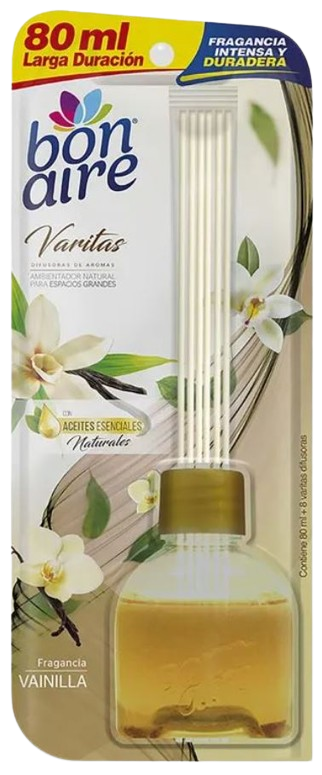 80 ml
Larga Duración
FRAGANCIA
INTENSA Y
DURADERA
bon
aire
Varitas
DIFUSORAS DE AROMAS
AMBIENTADOR NATURAL
PARA ESPACIOS GRANDES
CON
ACEITES ESENCIALES
Naturales
Contiene 80 ml + 8 varitas difusoras
Fragancia
VAINILLA